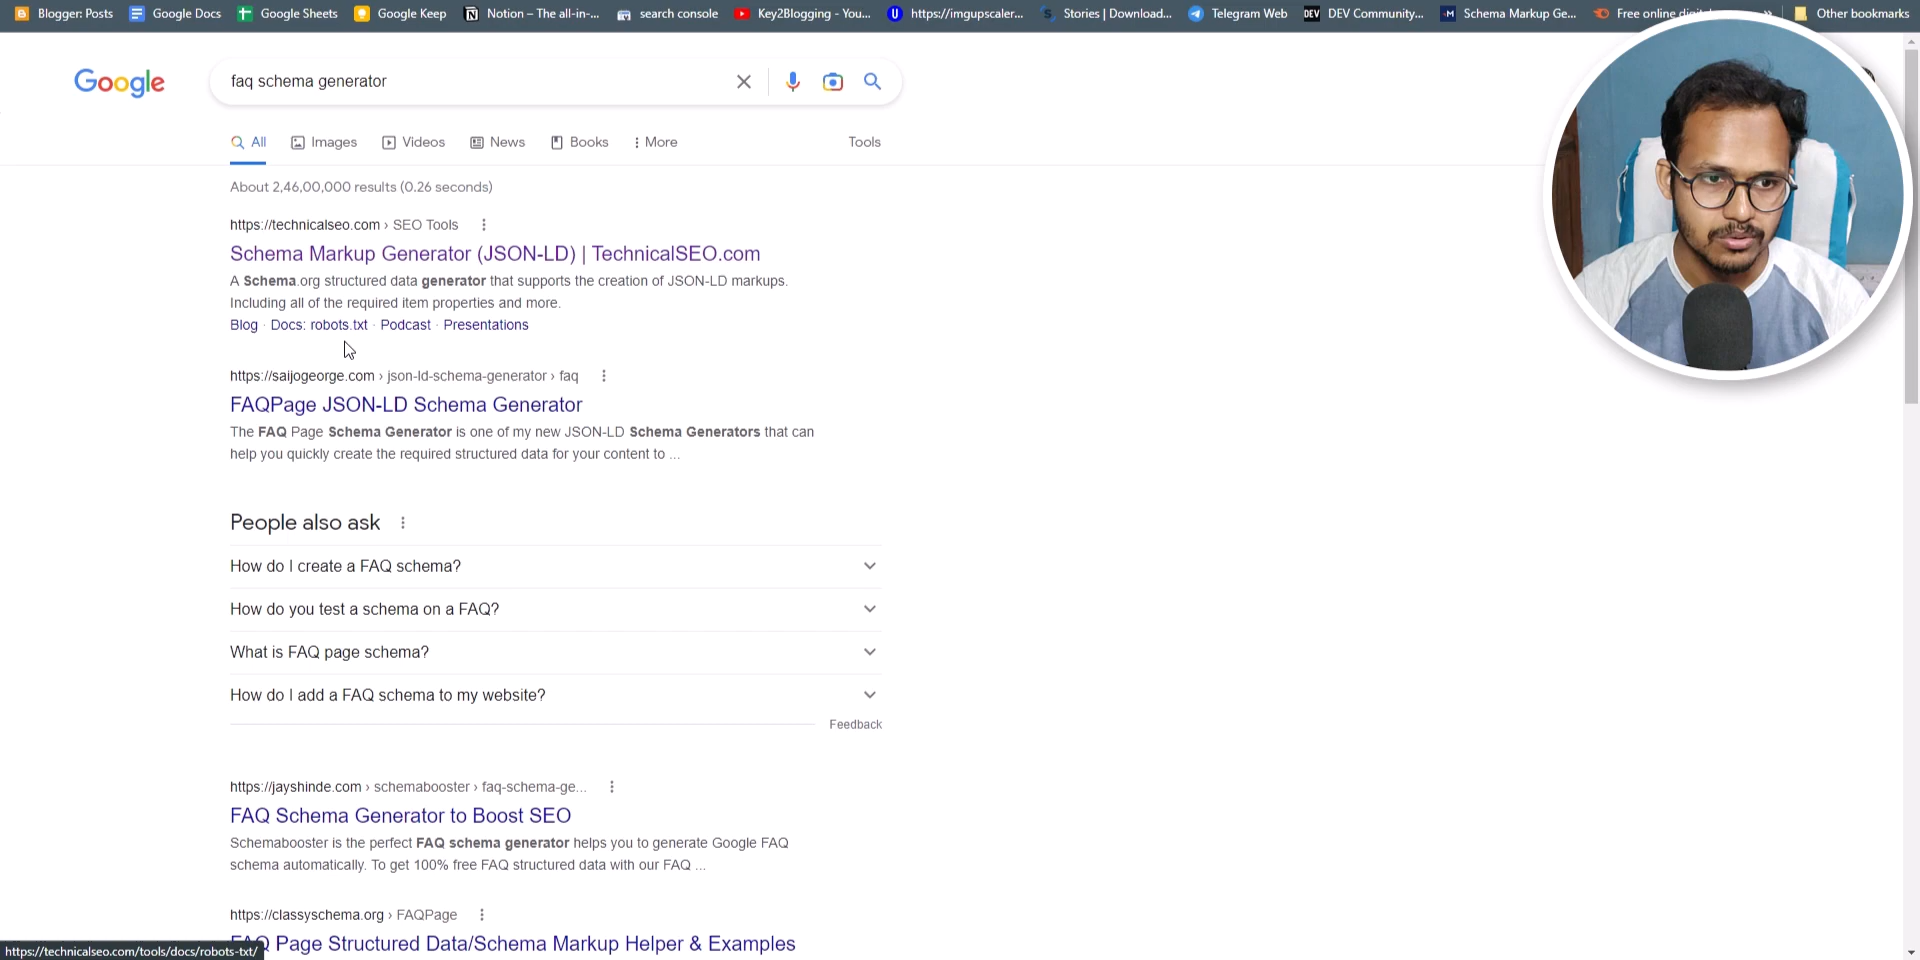 Blogger: Posts Google Docs Google Sheets Google Keep Notion – The all-in-... search console Key2Blogging - You... https://imgupscaler... Stories | Download... Telegram Web DEV DEV Community... Schema Markup Ge... Free online » Other bookmarks
Google faq schema generator
All Images Videos News Books More Tools
About 2,46,00,000 results (0.26 seconds)
https://technicalseo.com › SEO Tools
Schema Markup Generator (JSON-LD) | TechnicalSEO.com
A Schema.org structured data generator that supports the creation of JSON-LD markups.
Including all of the required item properties and more.
Blog · Docs: robots.txt · Podcast · Presentations
https://saijogeorge.com › json-ld-schema-generator › faq
FAQPage JSON-LD Schema Generator
The FAQ Page Schema Generator is one of my new JSON-LD Schema Generators that can
help you quickly create the required structured data for your content to ...
People also ask
How do I create a FAQ schema?
How do you test a schema on a FAQ?
What is FAQ page schema?
How do I add a FAQ schema to my website?
Feedback
https://jayshinde.com › schemabooster › faq-schema-ge...
FAQ Schema Generator to Boost SEO
Schemabooster is the perfect FAQ schema generator helps you to generate Google FAQ
schema automatically. To get 100% free FAQ structured data with our FAQ ...
https://classyschema.org › FAQPage
FAQ Page Structured Data/Schema Markup Helper & Examples
https://technicalseo.com/tools/docs/robots-txt/